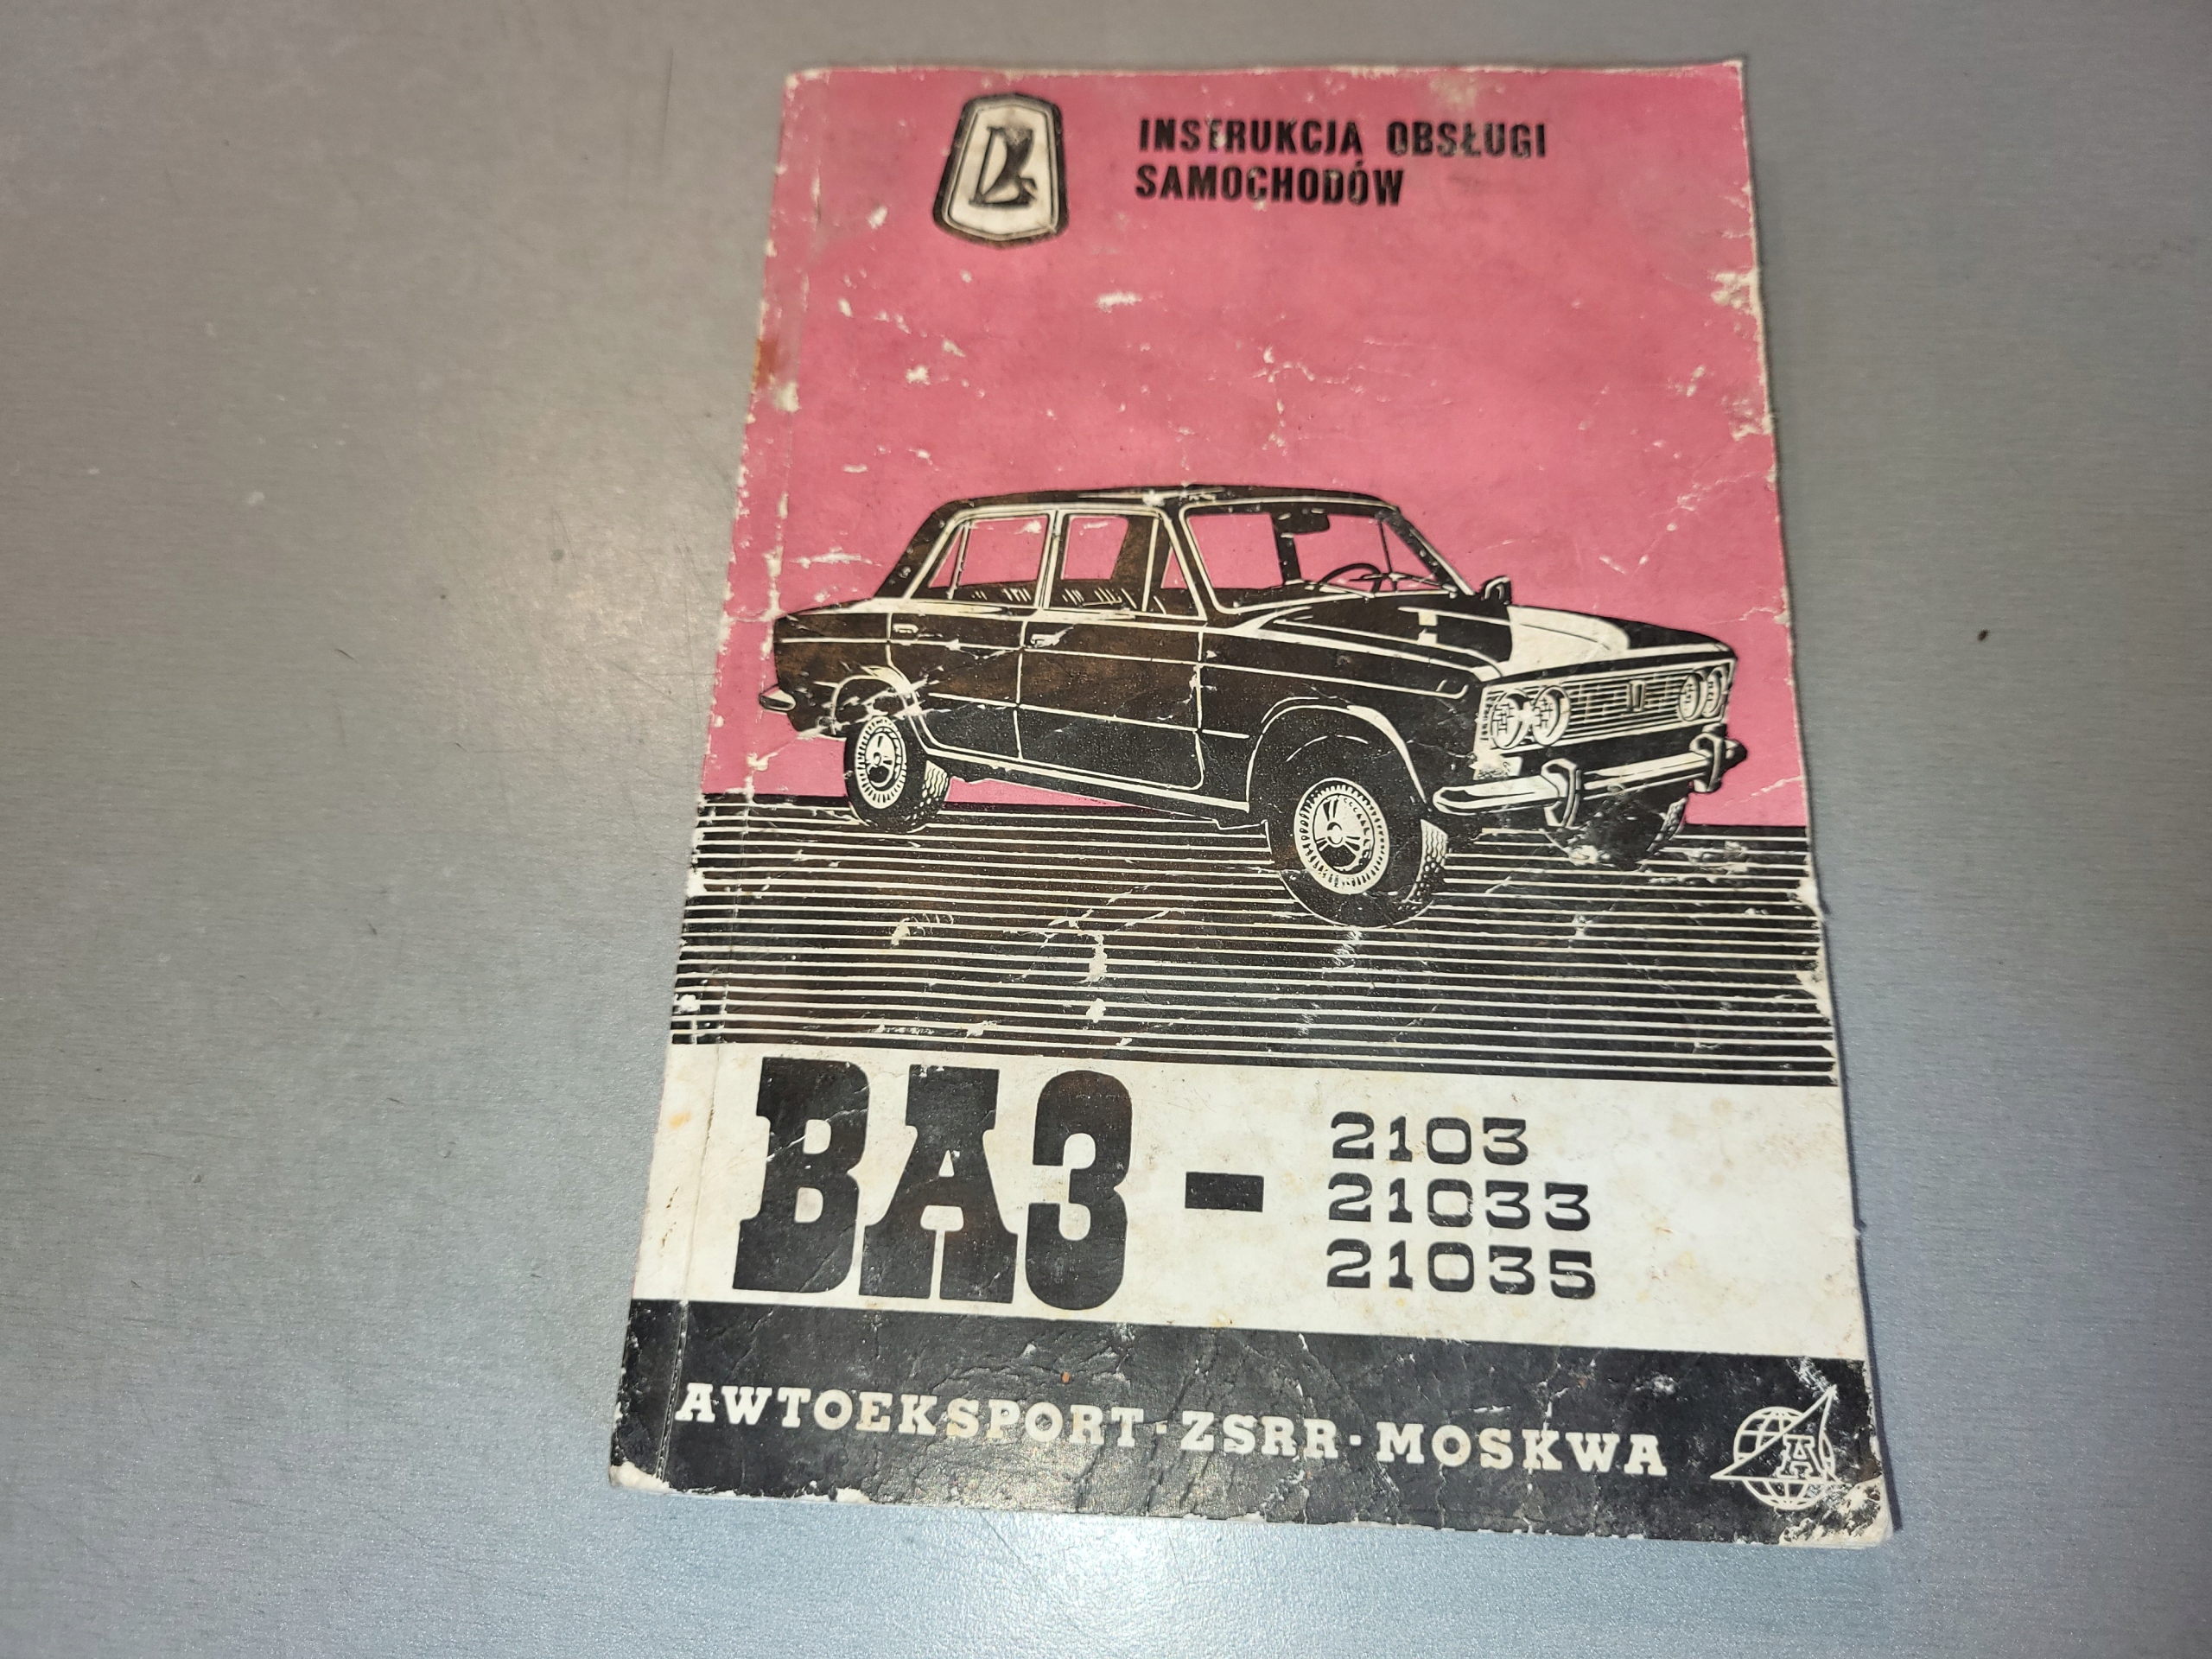 INSTRUKCJA OBSŁUGI
SAMOCHODÓW
ВАЗ - 2103
21033
21035
AWTOEKSPORT · ZSRR · MOSKWA
A